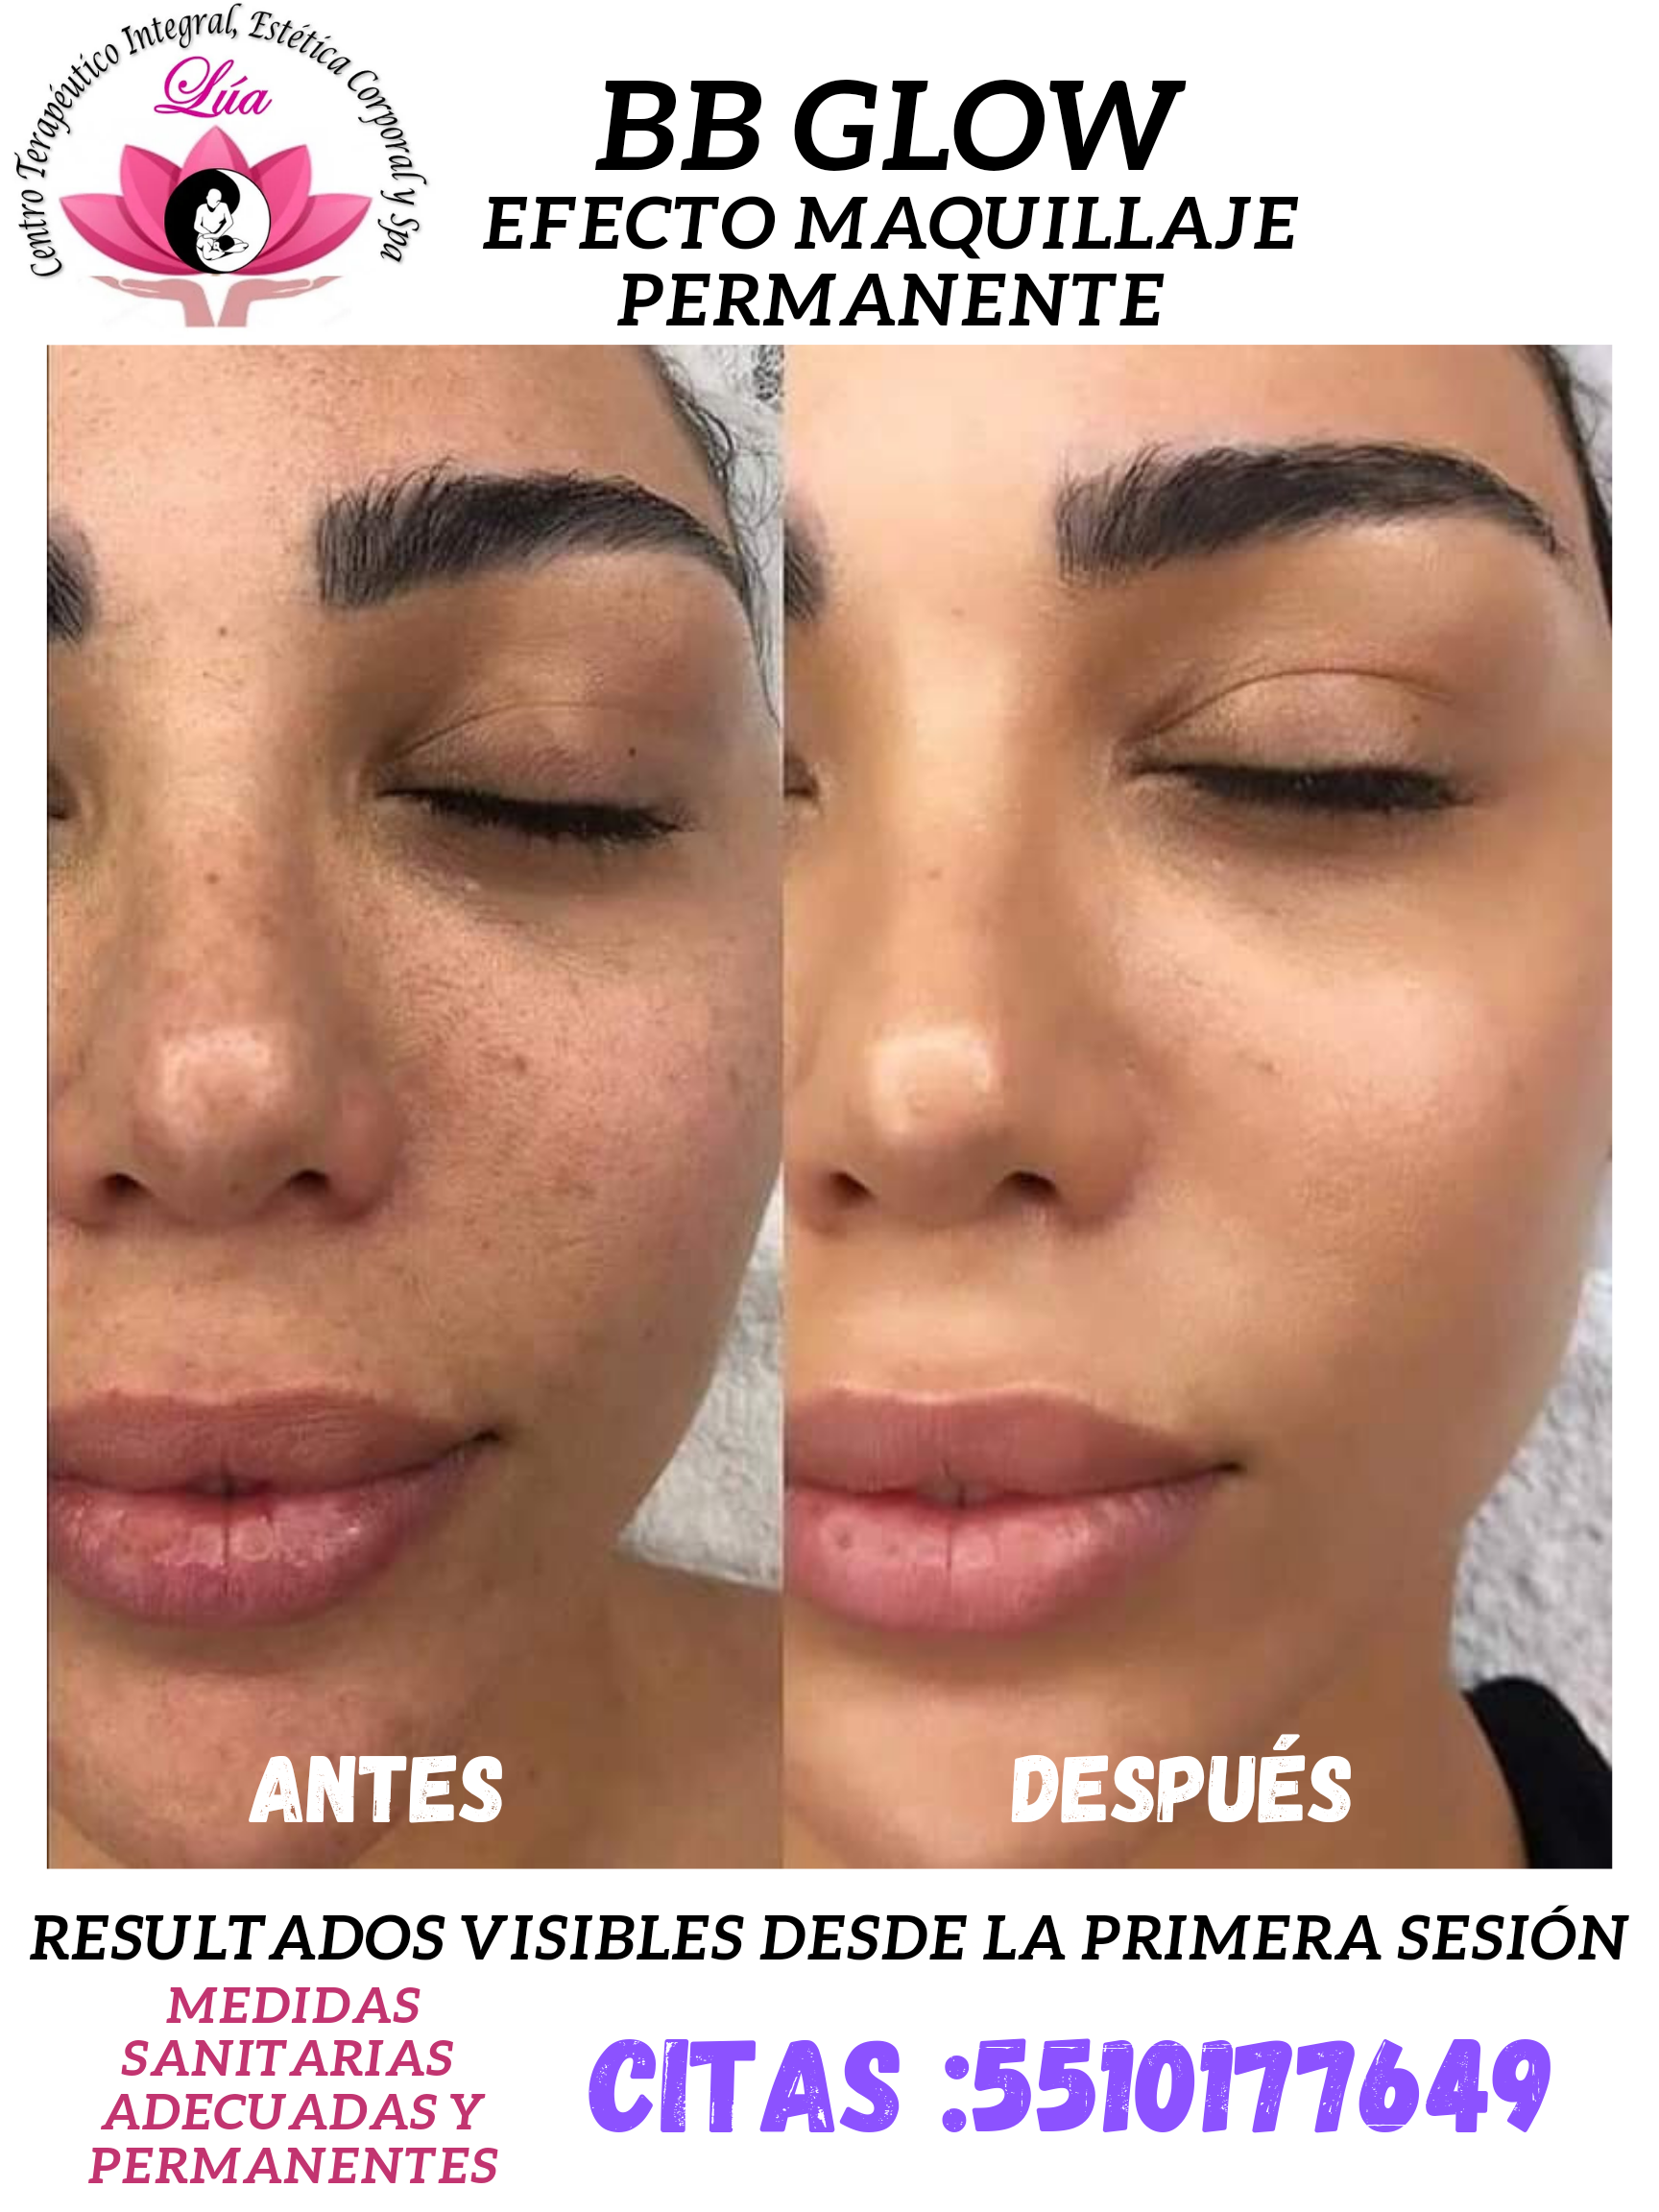 Centro Terapéutico Integral, Estética Corporal y Spa
Lúa
BB GLOW
EFECTO MAQUILLAJE
PERMANENTE
ANTES
DESPUÉS
RESULTADOS VISIBLES DESDE LA PRIMERA SESIÓN
MEDIDAS
SANITARIAS
ADECUADAS Y
PERMANENTES
CITAS :5510177649